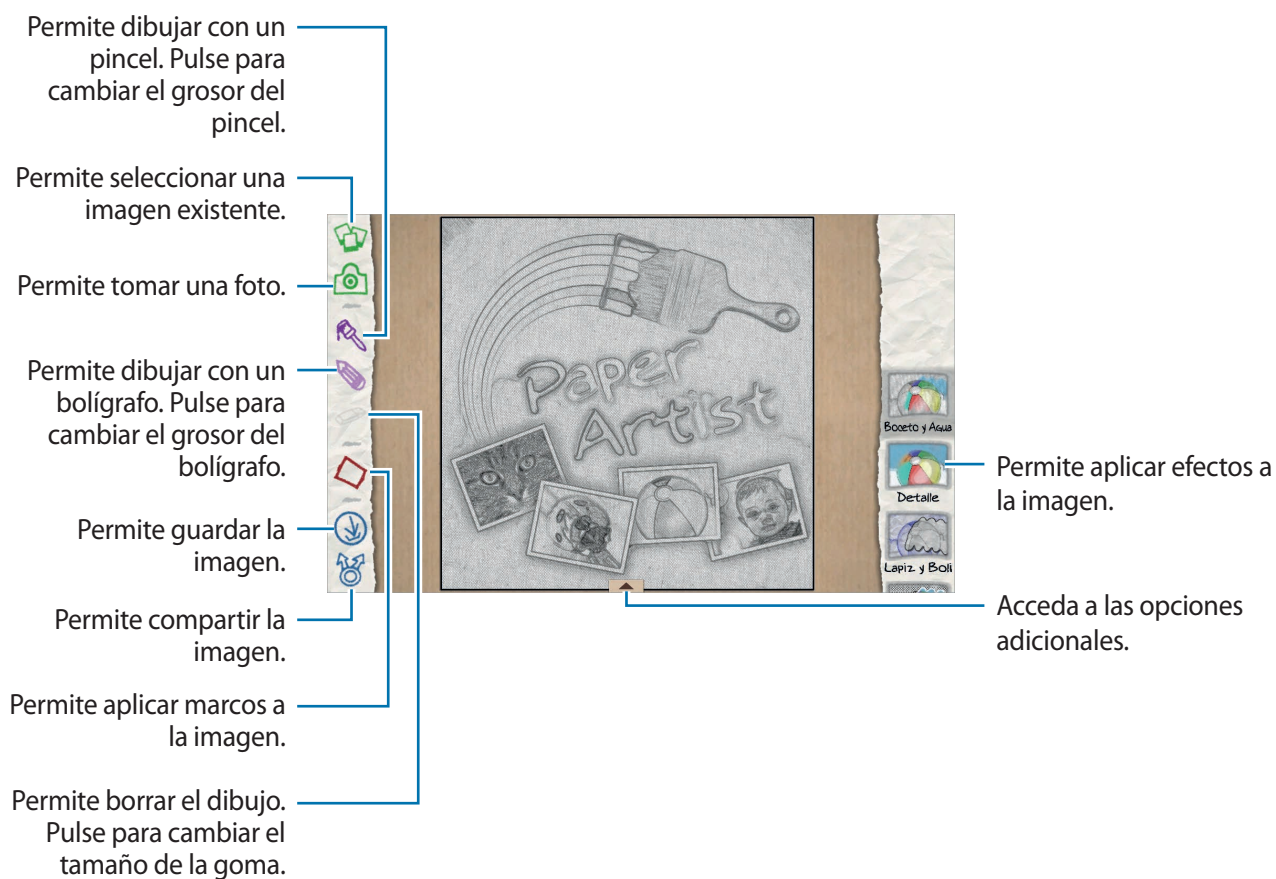 Permite dibujar con un
pincel. Pulse para
cambiar el grosor del
pincel.
Permite seleccionar una
imagen existente.
Permite tomar una foto.
Permite dibujar con un
bolígrafo. Pulse para
cambiar el grosor del
bolígrafo.
Permite guardar la
imagen.
Permite compartir la
imagen.
Permite aplicar marcos a
la imagen.
Permite borrar el dibujo.
Pulse para cambiar el
tamaño de la goma.
Paper
Artist
Boceto y Agua
Detalle
Lapiz y Boli
Permite aplicar efectos a
la imagen.
Acceda a las opciones
adicionales.